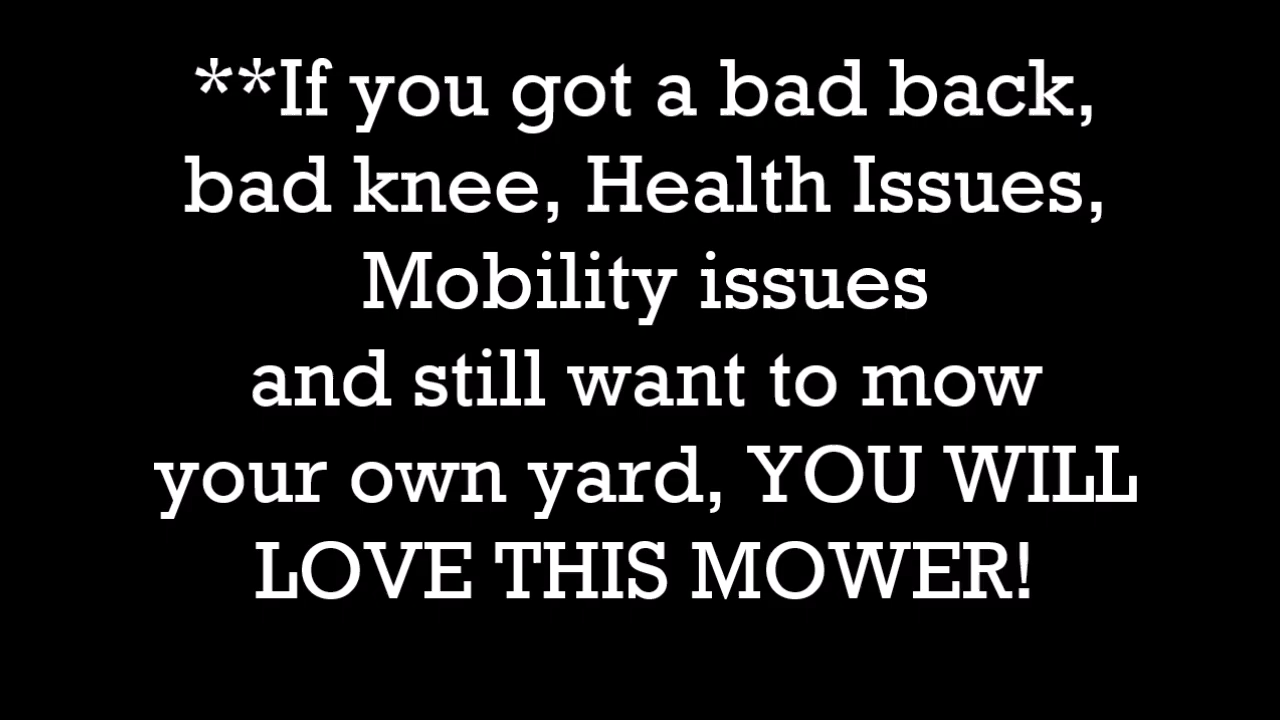 **If you got a bad back,
bad knee, Health Issues,
Mobility issues
and still want to mow
your own yard, YOU WILL
LOVE THIS MOWER!